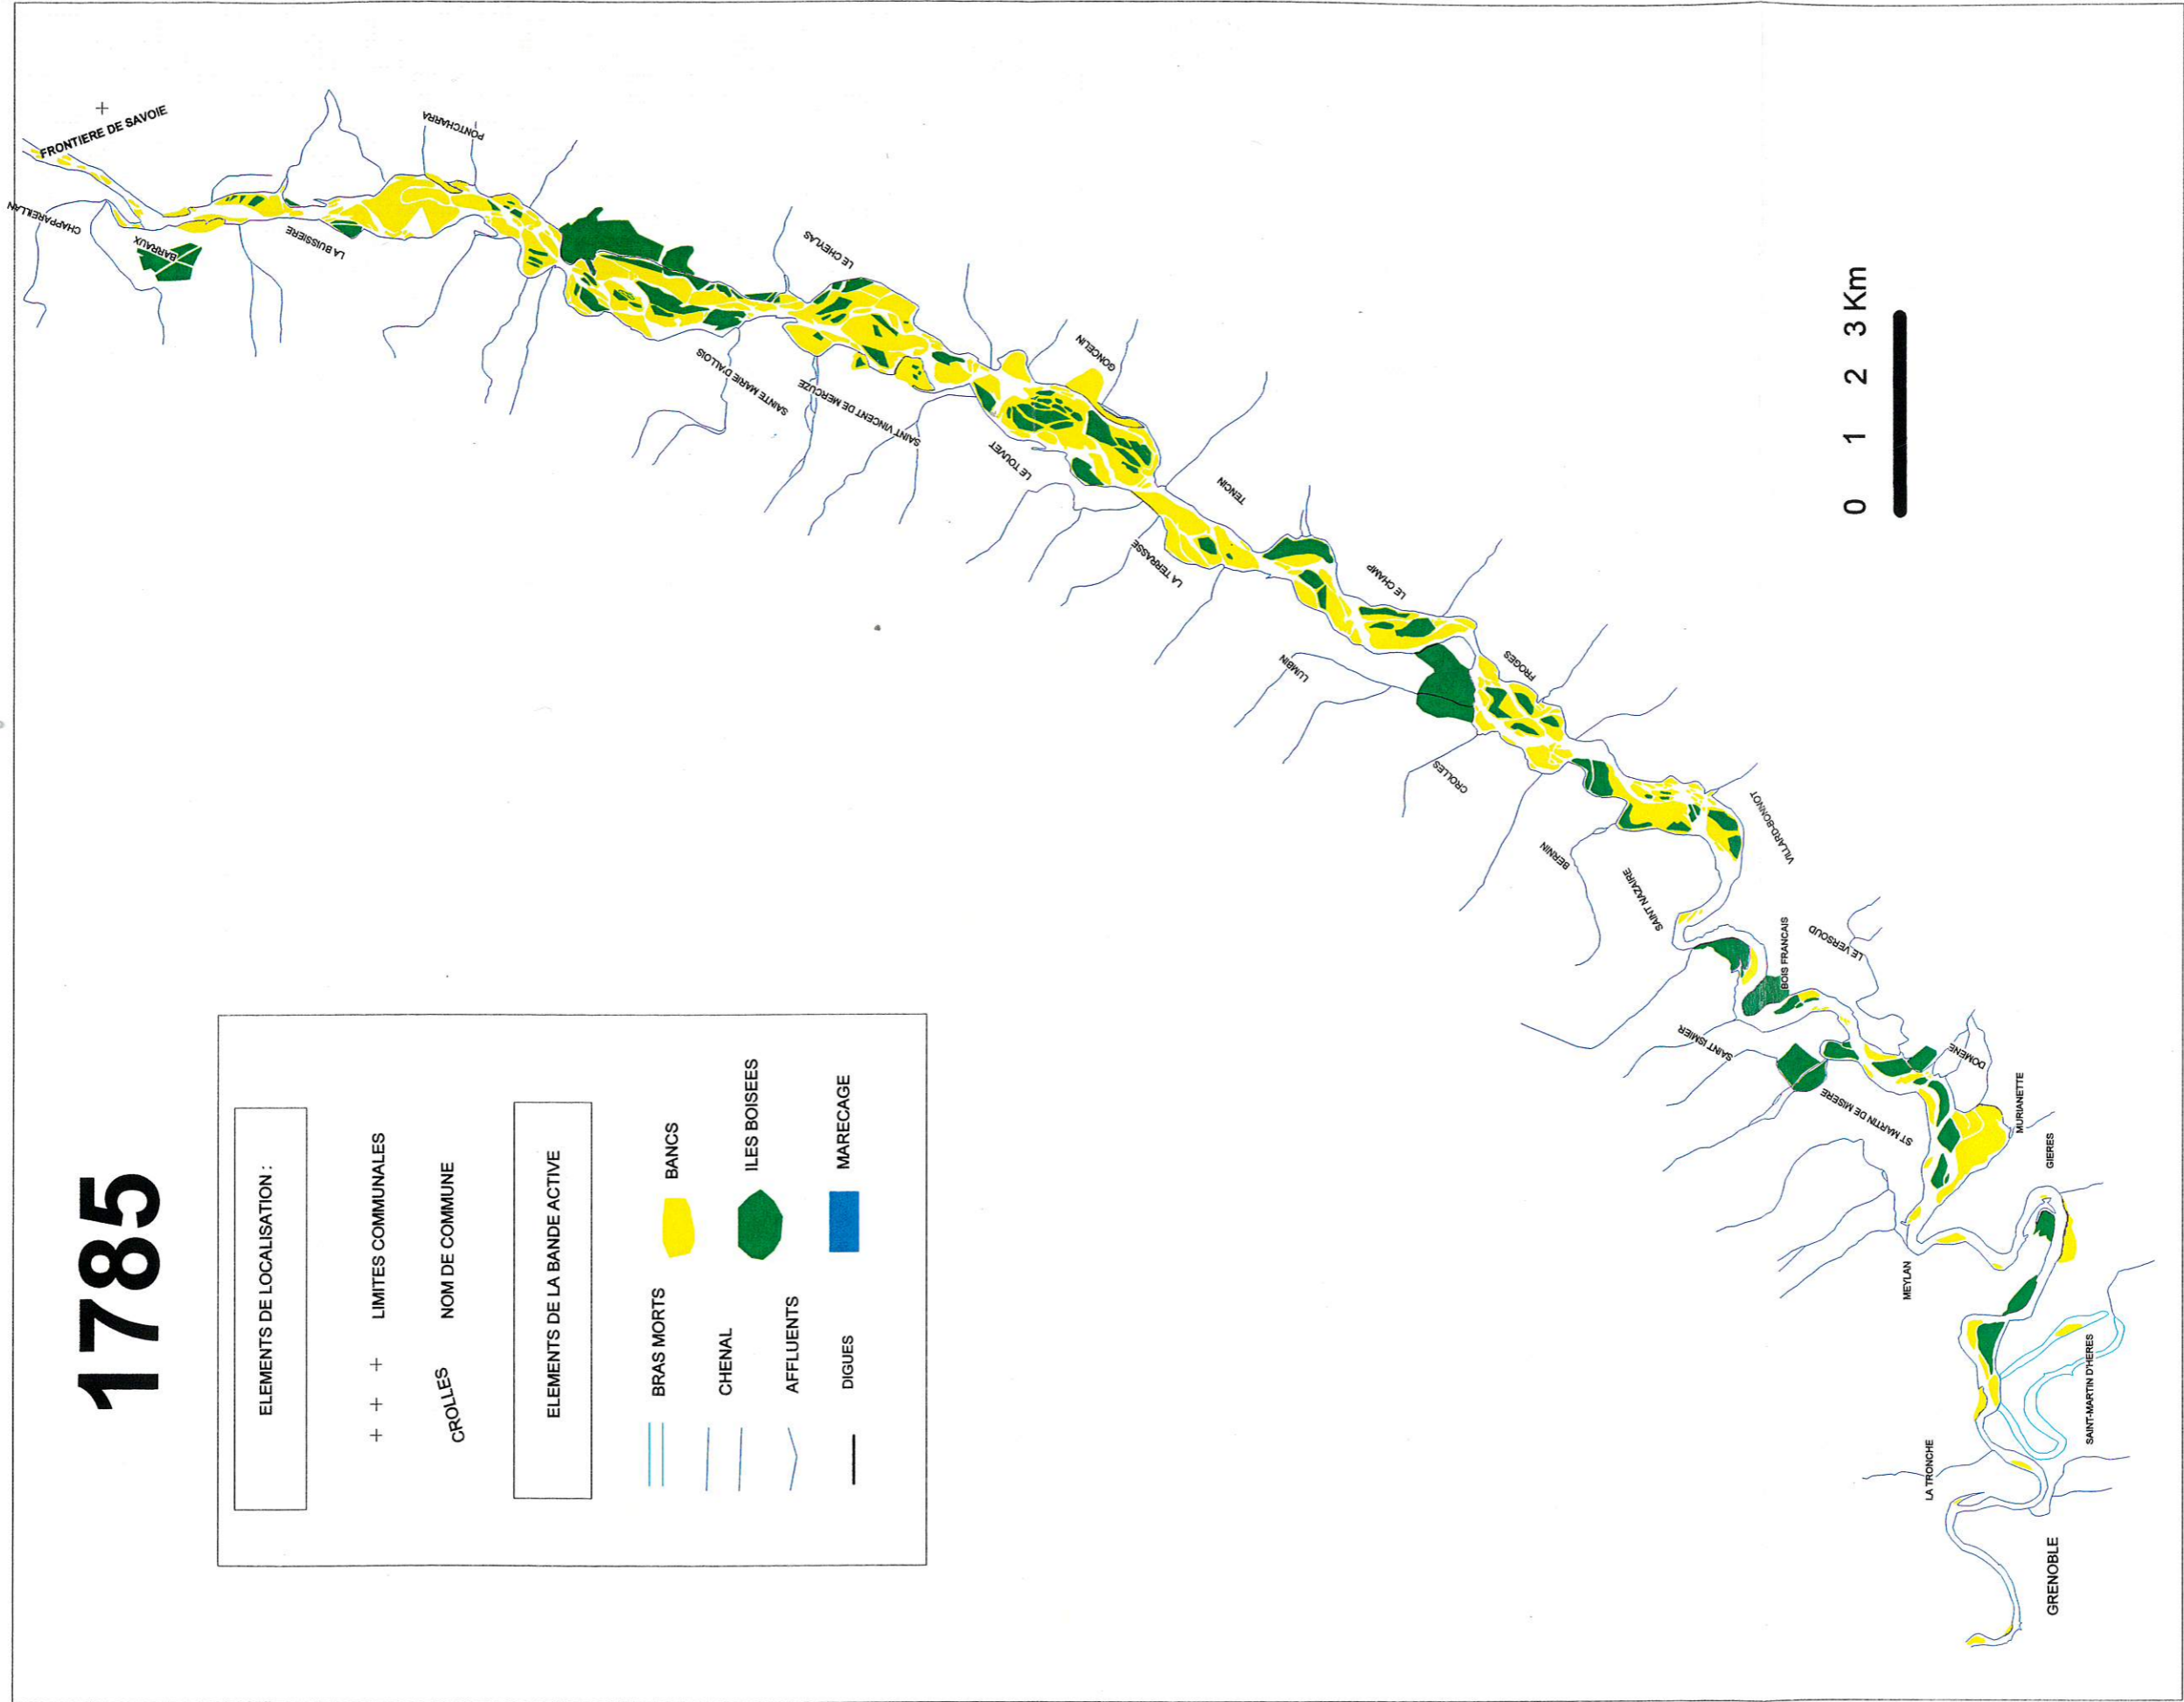 1785
ELEMENTS DE LOCALISATION :
+ + + + LIMITES COMMUNALES
CROLLES NOM DE COMMUNE
ELEMENTS DE LA BANDE ACTIVE
BRAS MORTS
BANCS
CHENAL
ILES BOISEES
AFFLUENTS
DIGUES
MARECAGE
FRONTIERE DE SAVOIE
CHAPPAREILLAN
BARRAUX
PONTCHARRA
LA BUISSIERE
LE CHEYLAS
SAINTE MARIE D'ALLOIS
SAINT VINCENT DE MERCUZE
GONCELIN
LE TOUVET
TENCIN
LA TERRASSE
LE CHAMP
LUMBIN
FROGES
CROLLES
VILLARD-BONNOT
BERNIN
SAINT NAZAIRE
BOIS FRANCAIS
LE VERSOUD
SAINT ISMIER
DOMENE
ST MARTIN DE MISERE
MURIANETTE
GIERES
MEYLAN
SAINT-MARTIN D'HERES
LA TRONCHE
GRENOBLE
0 1 2 3 Km